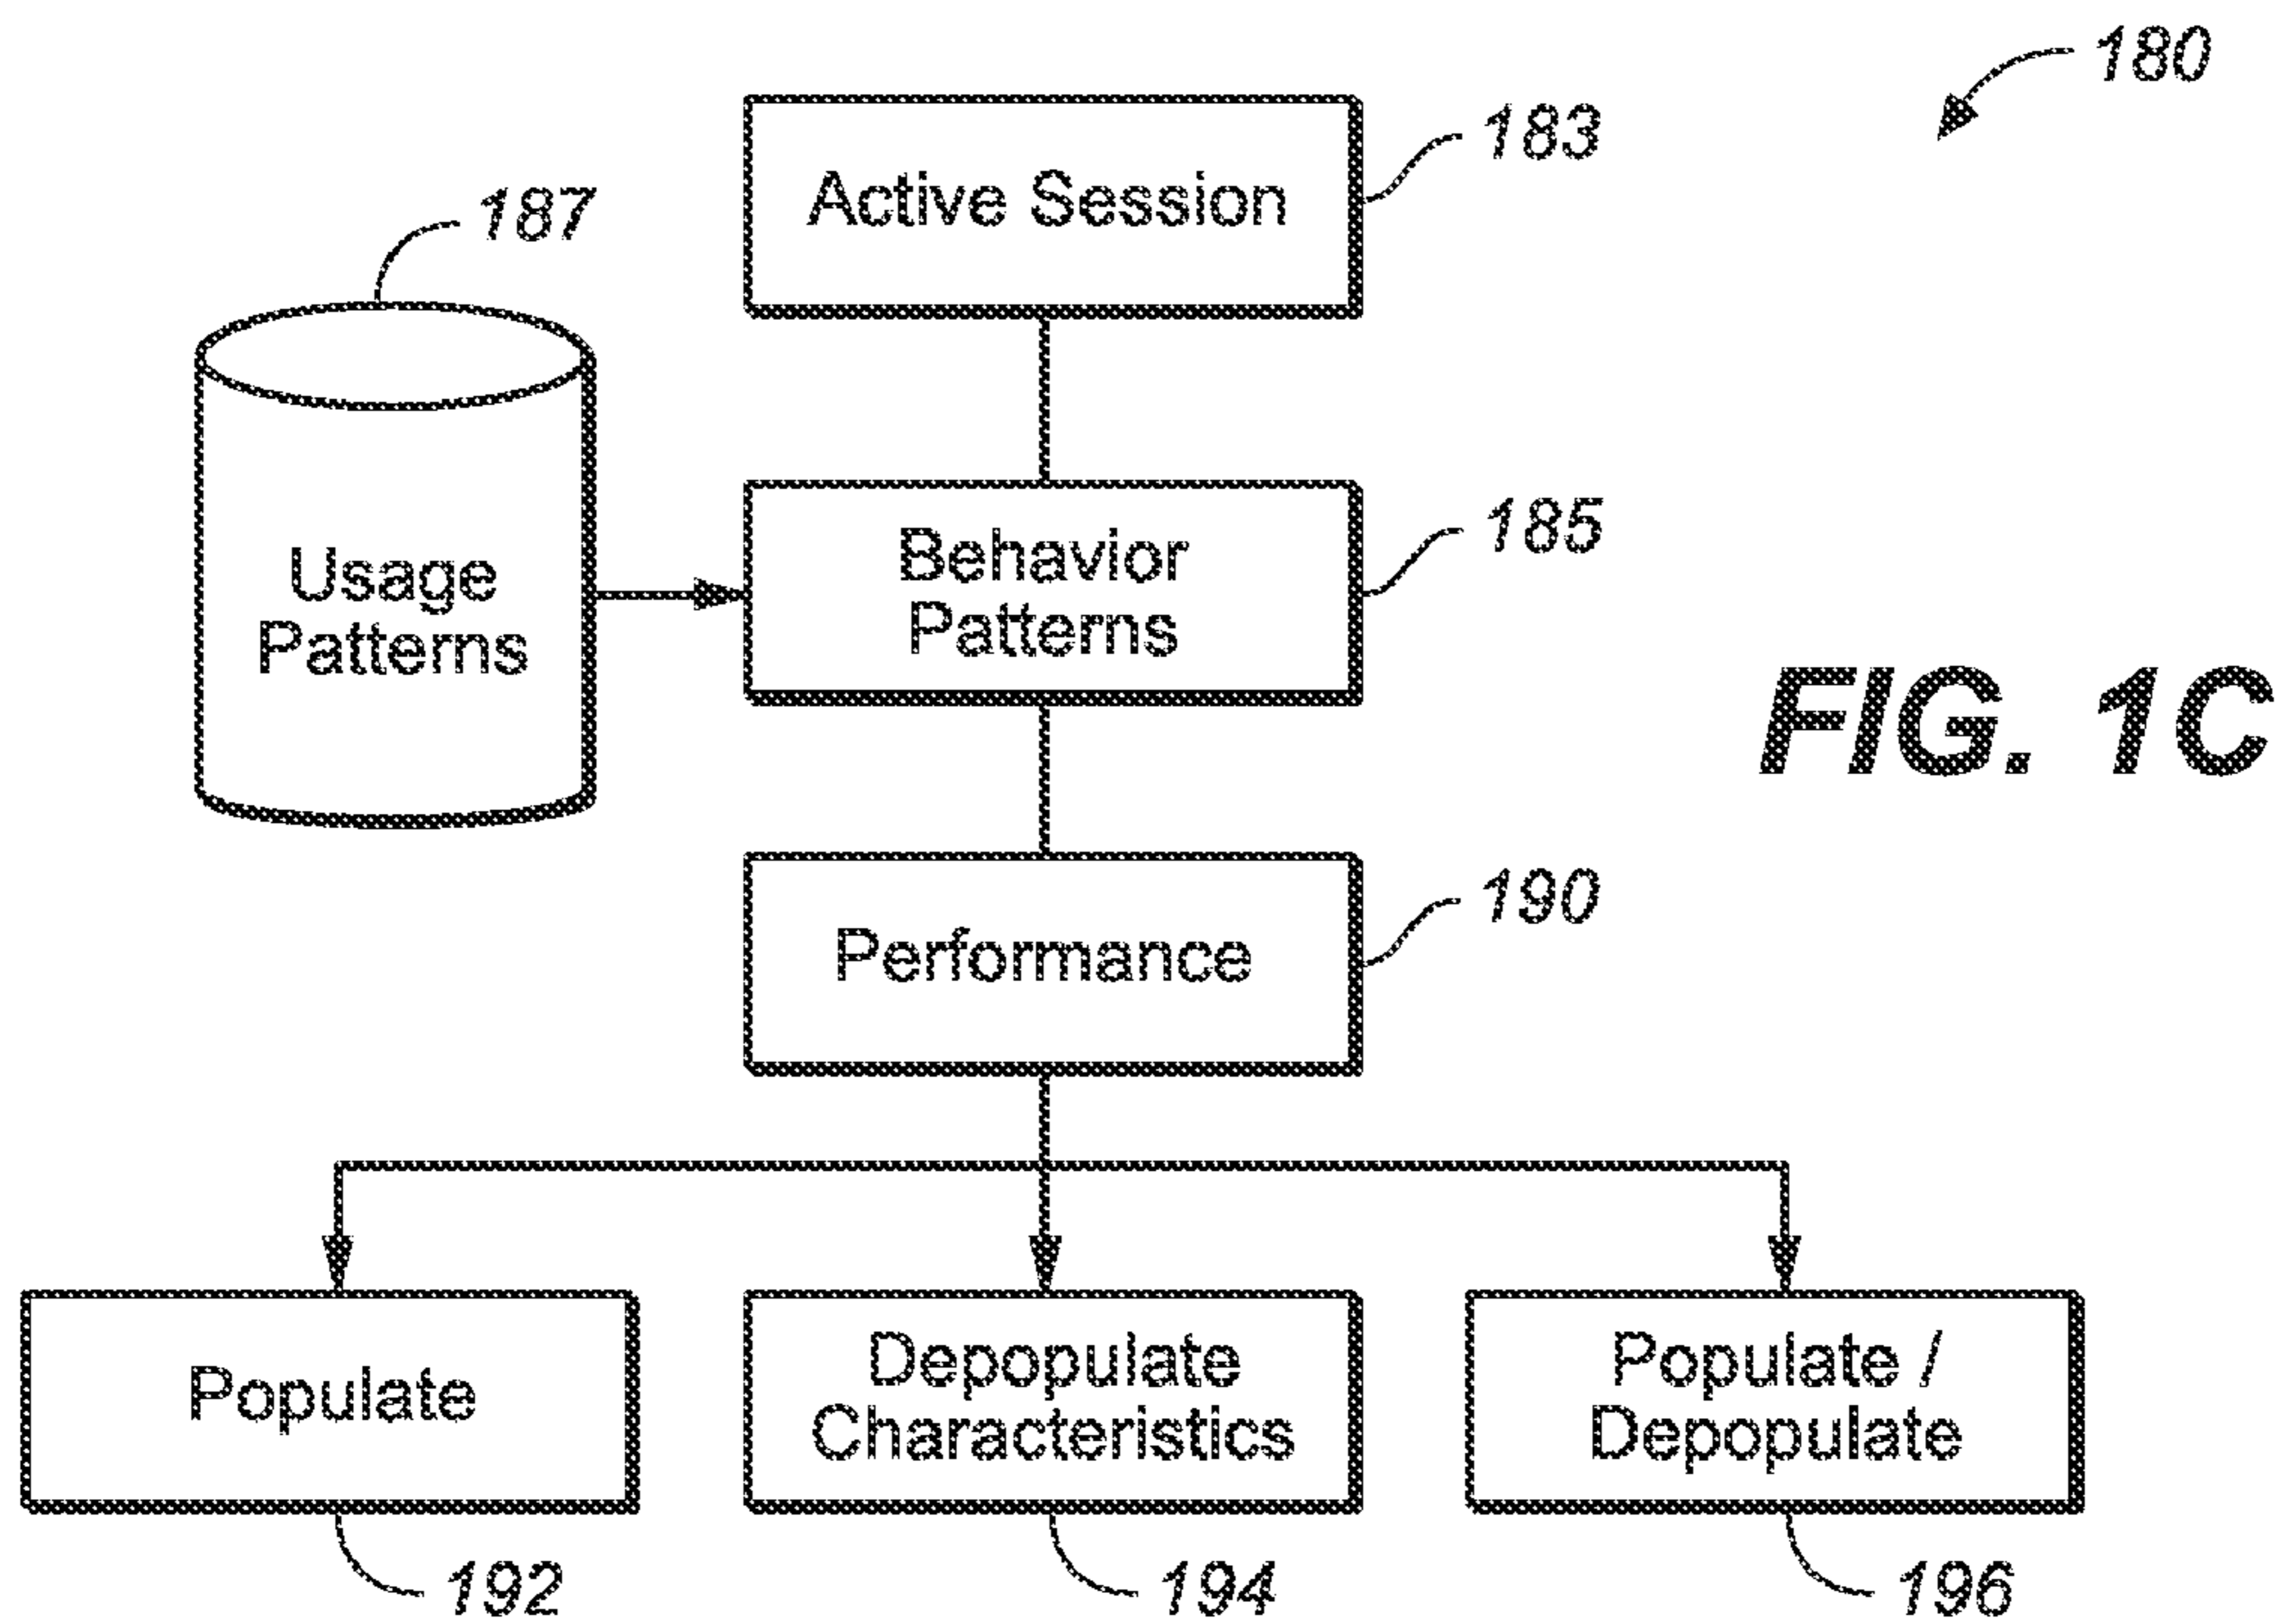 180
183
Active Session
187
185
Behavior
Patterns
Usage
Patterns
FIG. 1C
190
Performance
Populate
Depopulate
Characteristics
Populate /
Depopulate
192
194
196